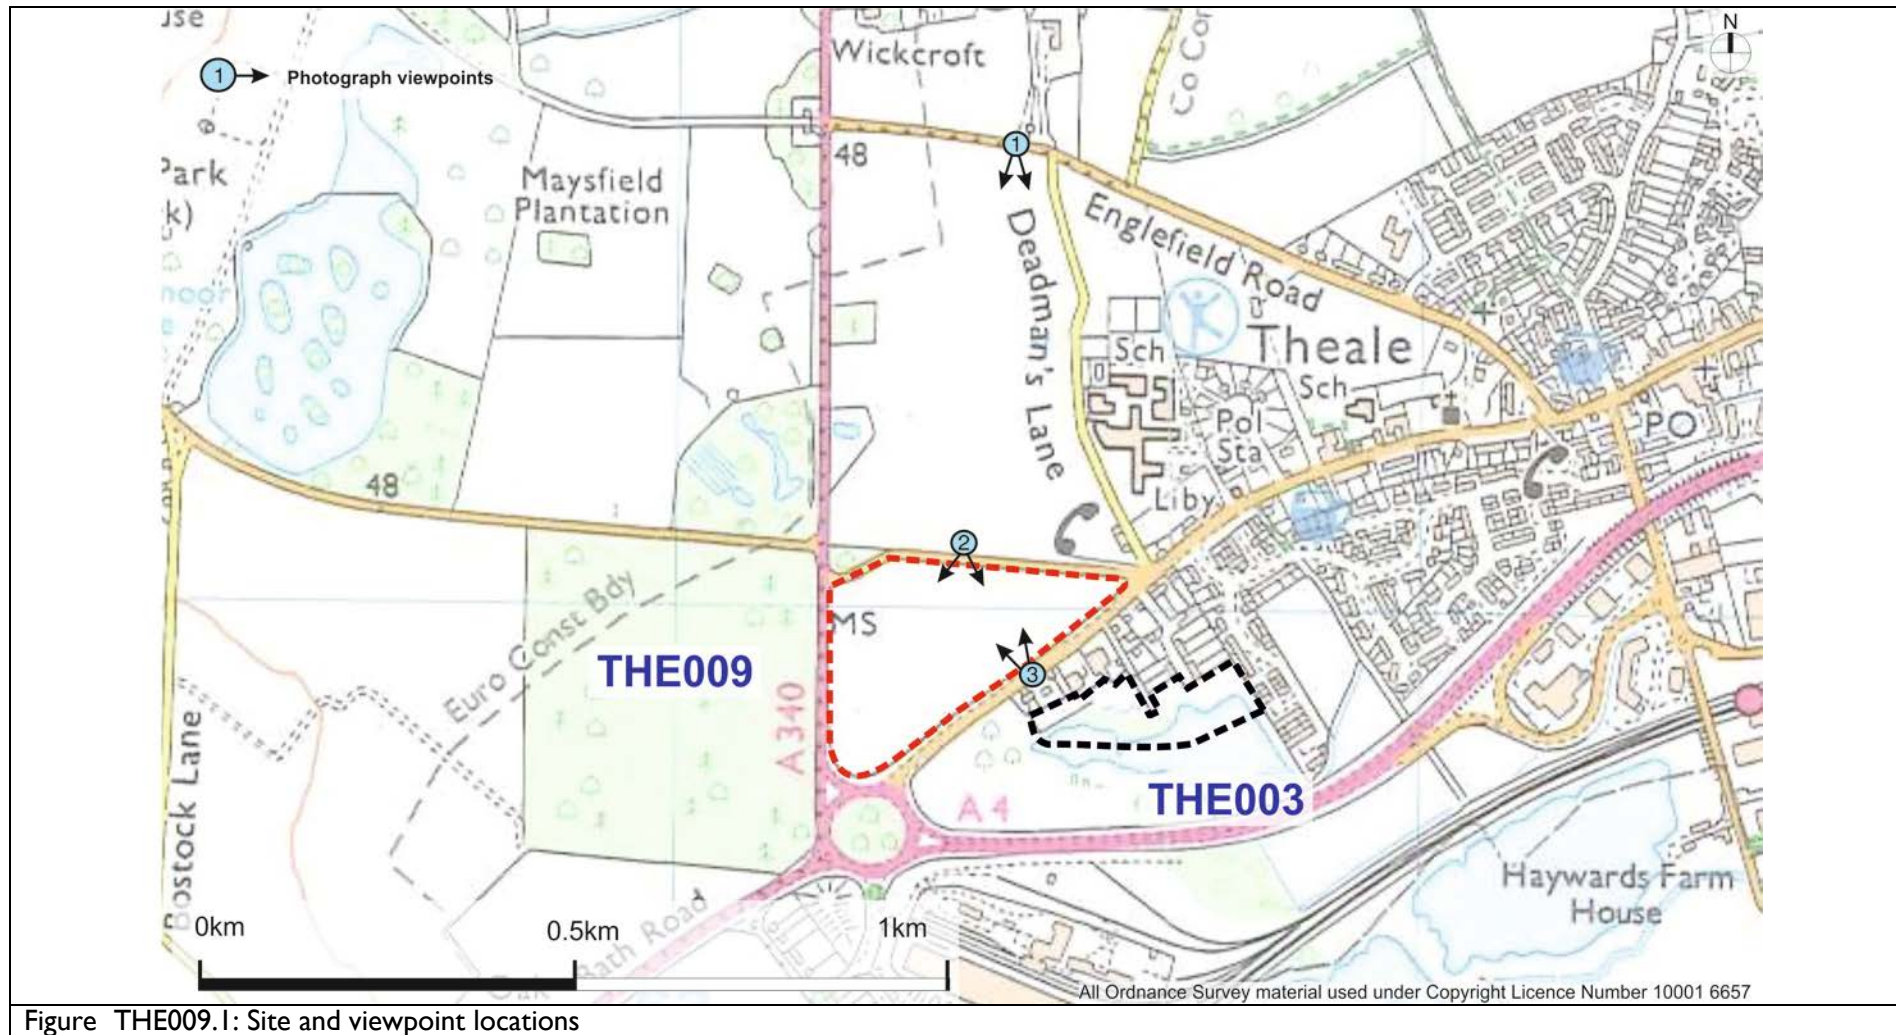 N
1
Photograph viewpoints
Wickcroft
48
1
Park
Maysfield
Plantation
Deadman's Lane
Englefield Road
Theale
Sch
Sch
Pol
Sta
PO
Liby
48
2
MS
Euro Const Bdy
THE009
3
A340
Bostock Lane
THE003
A 4
Haywards Farm
House
0km
0.5km
1km
Bath Road
All Ordnance Survey material used under Copyright Licence Number 10001 6657
Figure THE009.1: Site and viewpoint locations